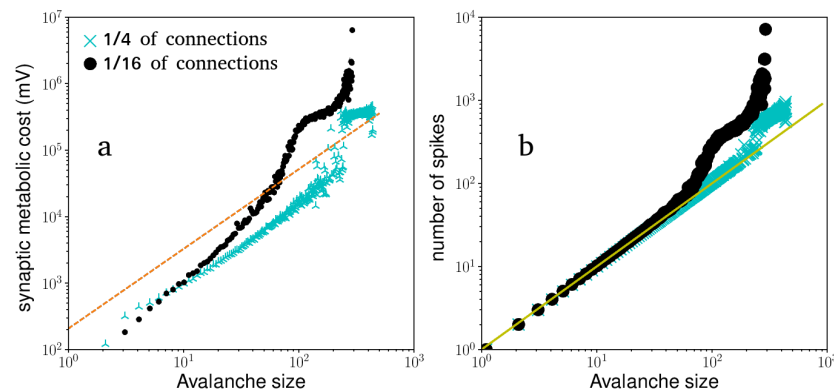 10^7
10^6
10^5
10^4
10^3
10^2
synaptic metabolic cost (mV)
1/4 of connections
1/16 of connections
a
10^0
10^1
10^2
10^3
Avalanche size
10^4
10^3
10^2
10^1
10^0
number of spikes
b
10^0
10^1
10^2
10
Avalanche size